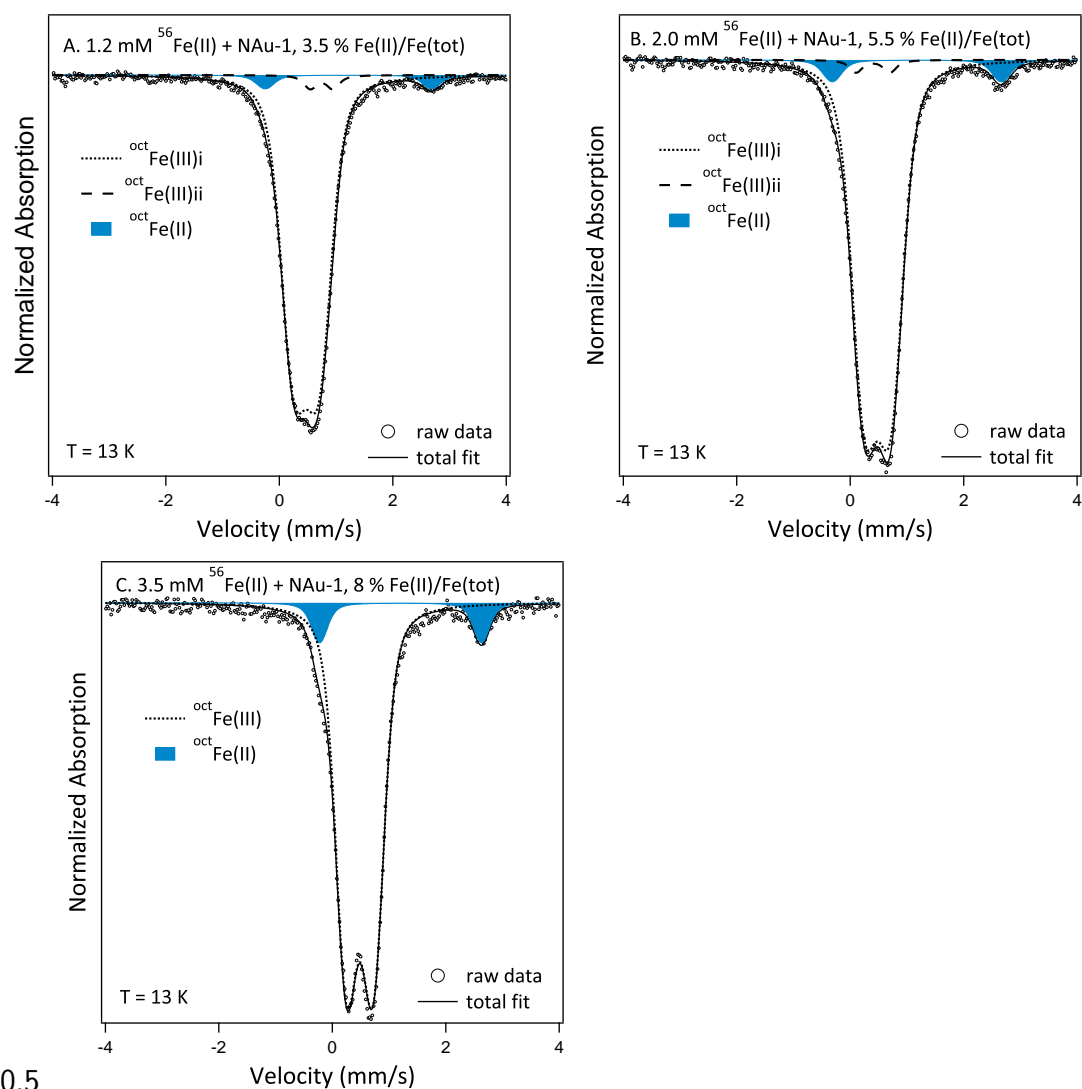 A. 1.2 mM 56Fe(II) + NAu-1, 3.5 % Fe(II)/Fe(tot)
octFe(III)i
octFe(III)ii
octFe(II)
Normalized Absorption
T = 13 K
raw data
total fit
-4 -2 0 2 4
Velocity (mm/s)
B. 2.0 mM 56Fe(II) + NAu-1, 5.5 % Fe(II)/Fe(tot)
octFe(III)i
octFe(III)ii
octFe(II)
Normalized Absorption
T = 13 K
raw data
total fit
-4 -2 0 2 4
Velocity (mm/s)
C. 3.5 mM 56Fe(II) + NAu-1, 8 % Fe(II)/Fe(tot)
octFe(III)
octFe(II)
Normalized Absorption
T = 13 K
raw data
total fit
-4 -2 0 2 4
Velocity (mm/s)
0.5